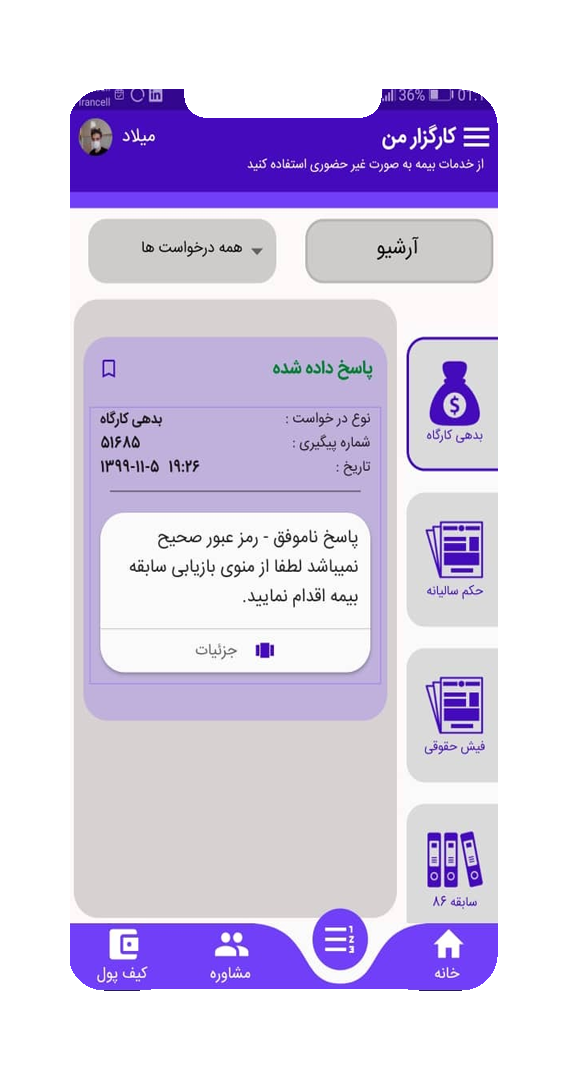 rancell
36%
01:1
کارگزار من
میلاد
از خدمات بیمه به صورت غیر حضوری استفاده کنید
آرشیو
همه درخواست ها
پاسخ داده شده
نوع در خواست : بدهی کارگاه
شماره پیگیری : ۵۱۶۸۵
تاریخ : ۱۳۹۹-۱۱-۵ ۱۹:۲۶
پاسخ ناموفق - رمز عبور صحیح
نمیباشد لطفا از منوی بازیابی سابقه
بیمه اقدام نمایید.
جزئیات
بدهی کارگاه
حکم سالیانه
فیش حقوقی
سابقه ۸۶
خانه
مشاوره
کیف پول